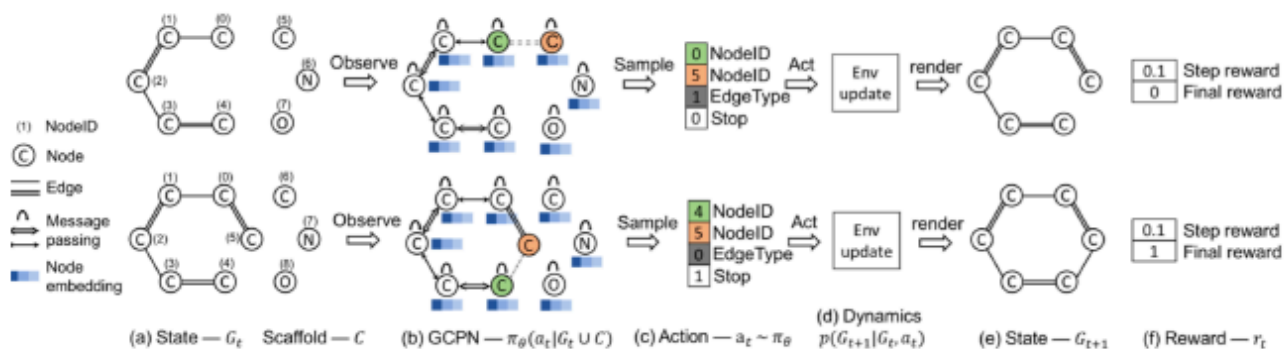 (1) (0) (5)
C C C
(2) C (6) N
(3) (4) (7)
C C O
(1) NodeID
C Node
Edge
Message passing
Node embedding
Observe
C C C
C N
C C O
Sample
0 NodeID
5 NodeID
1 EdgeType
0 Stop
Act
Env update
render
C C
C C
C C
0.1 Step reward
0 Final reward
(1) (0) (6)
C C C
C (2) (5) C (7) N
(3) (4) (8)
C C O
Observe
C C C
C C N
C C O
Sample
4 NodeID
5 NodeID
0 EdgeType
1 Stop
Act
Env update
render
C C
C C
C C
0.1 Step reward
1 Final reward
(a) State — G_t Scaffold — C
(b) GCPN — π_θ(a_t|G_t ∪ C)
(c) Action — a_t ~ π_θ
(d) Dynamics
p(G_{t+1}|G_t, a_t)
(e) State — G_{t+1}
(f) Reward — r_t